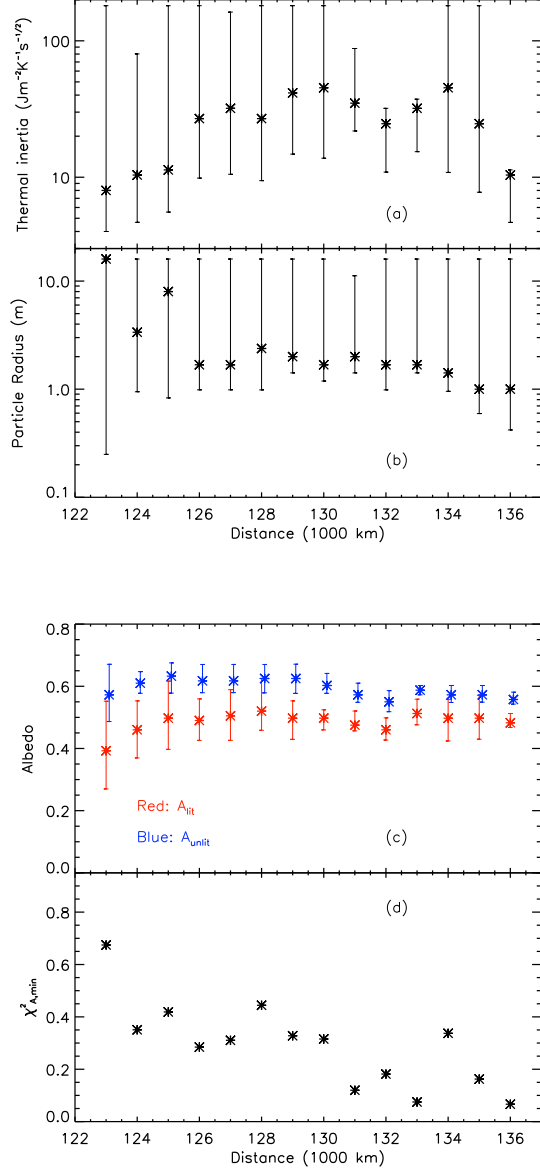 Thermal inertia (Jm⁻²K⁻¹s⁻¹/²)
100
10
(a)
Particle Radius (m)
10.0
1.0
0.1
(b)
122 124 126 128 130 132 134 136
Distance (1000 km)
Albedo
0.8
0.6
0.4
0.2
0.0
Red: A_lit
Blue: A_unlit
(c)
χ²_A,min
0.8
0.6
0.4
0.2
0.0
(d)
122 124 126 128 130 132 134 136
Distance (1000 km)